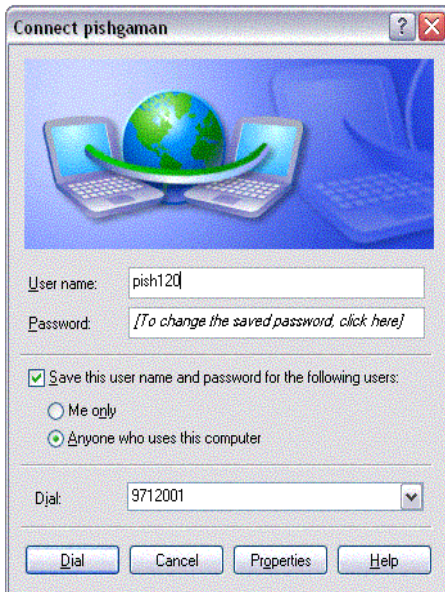 Connect pishgaman
User name: pish120
Password: [To change the saved password, click here]
Save this user name and password for the following users:
Me only
Anyone who uses this computer
Dial: 9712001
Dial Cancel Properties Help